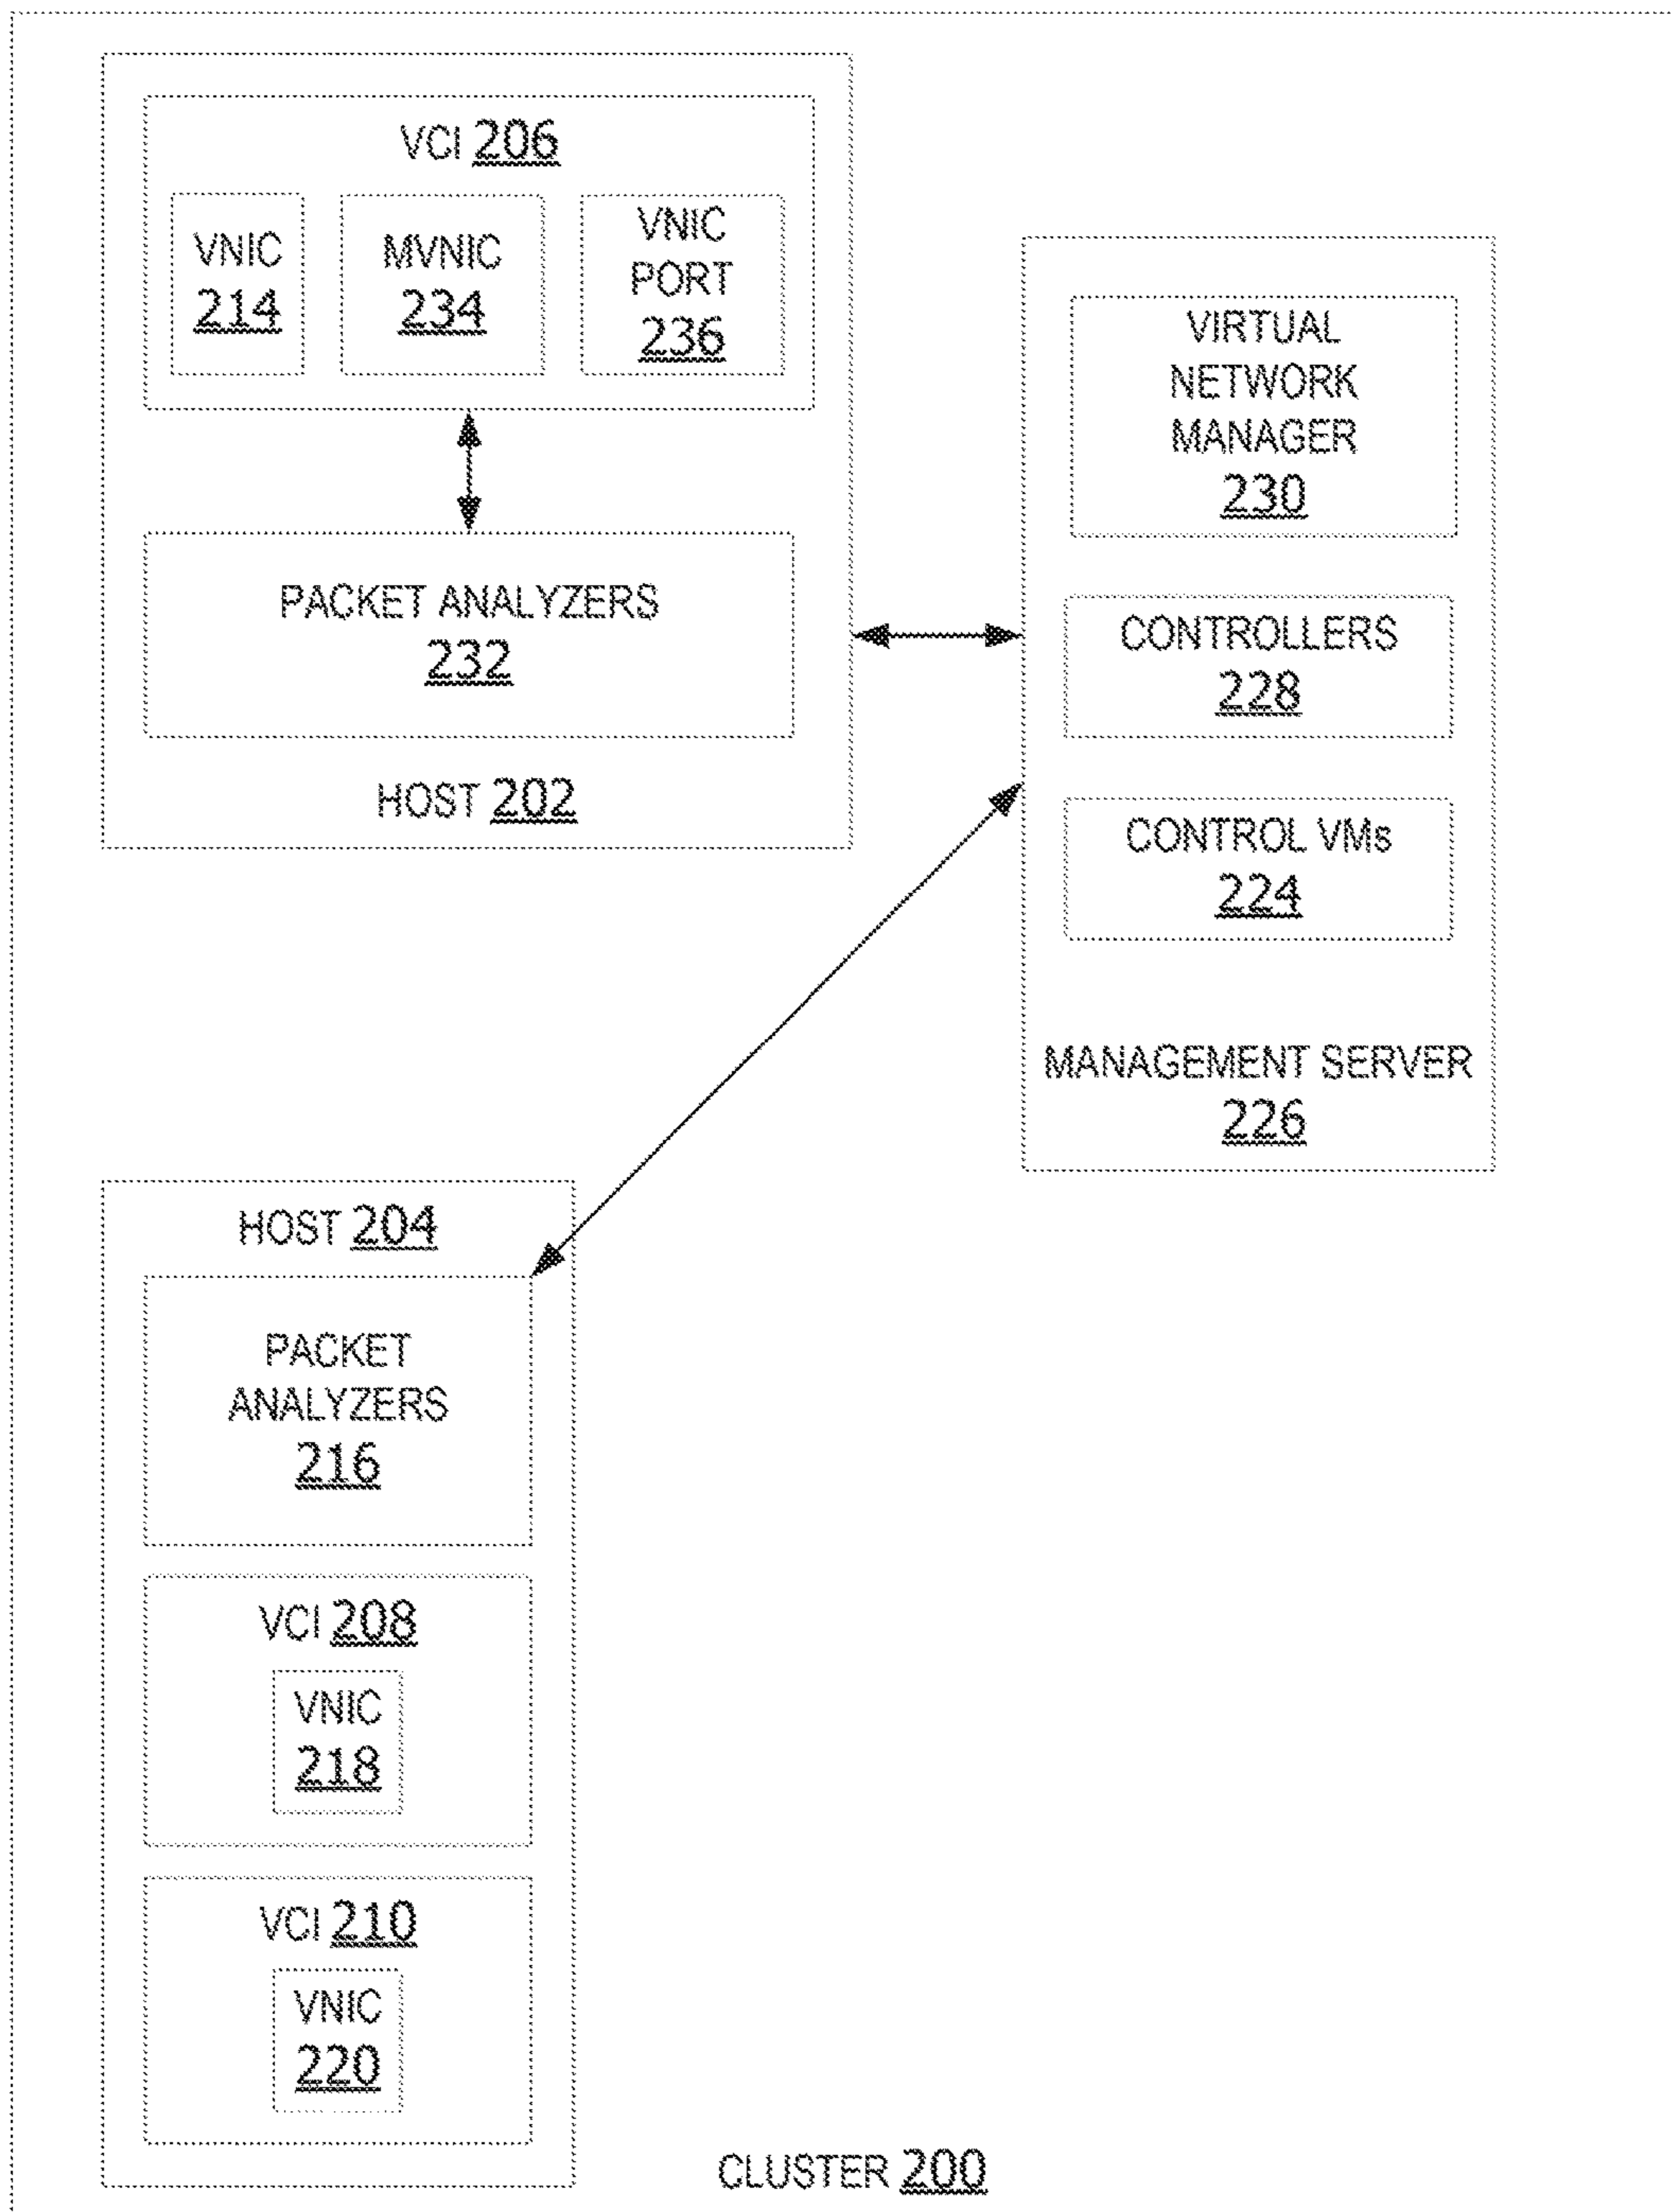 VCI 206
VNIC
214
MVNIC
234
VNIC
PORT
236
PACKET ANALYZERS
232
HOST 202
VIRTUAL
NETWORK
MANAGER
230
CONTROLLERS
228
CONTROL VMs
224
MANAGEMENT SERVER
226
HOST 204
PACKET
ANALYZERS
216
VCI 208
VNIC
218
VCI 210
VNIC
220
CLUSTER 200